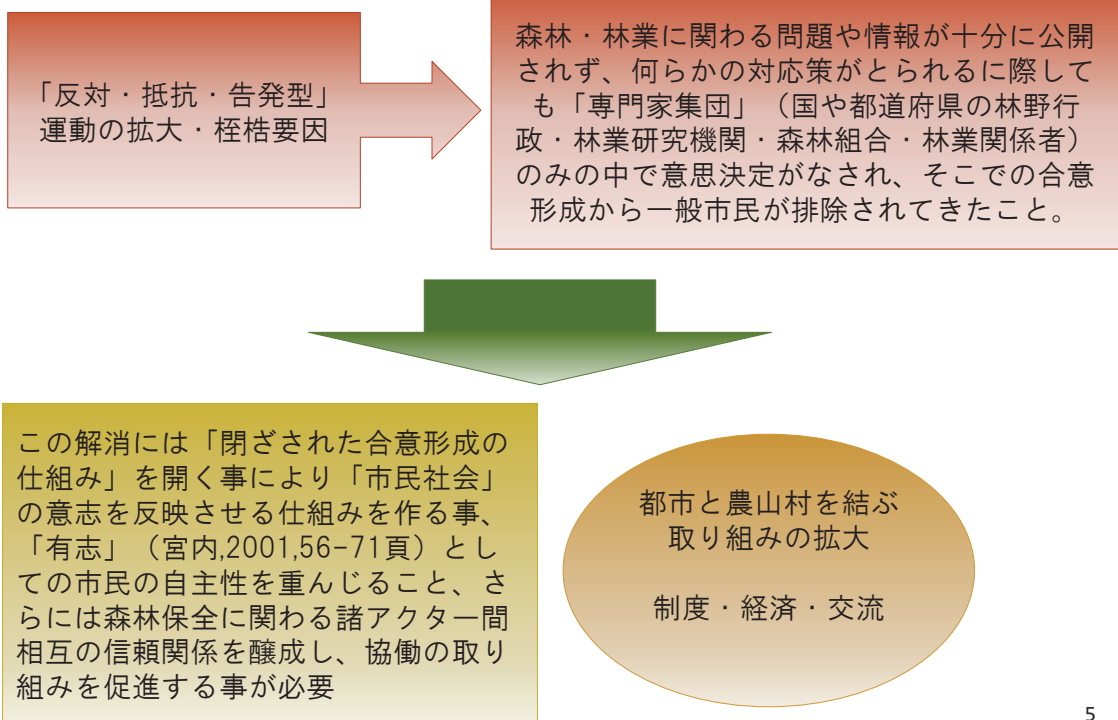 「反対・抵抗・告発型」
運動の拡大・桎梏要因
森林・林業に関わる問題や情報が十分に公開
されず、何らかの対応策がとられるに際して
も「専門家集団」（国や都道府県の林野行
政・林業研究機関・森林組合・林業関係者）
のみの中で意思決定がなされ、そこでの合意
形成から一般市民が排除されてきたこと。
この解消には「閉ざされた合意形成の
仕組み」を開く事により「市民社会」
の意志を反映させる仕組みを作る事、
「有志」（宮内,2001,56-71頁）とし
ての市民の自主性を重んじること、さ
らには森林保全に関わる諸アクター間
相互の信頼関係を醸成し、協働の取り
組みを促進する事が必要
都市と農山村を結ぶ
取り組みの拡大
制度・経済・交流
5